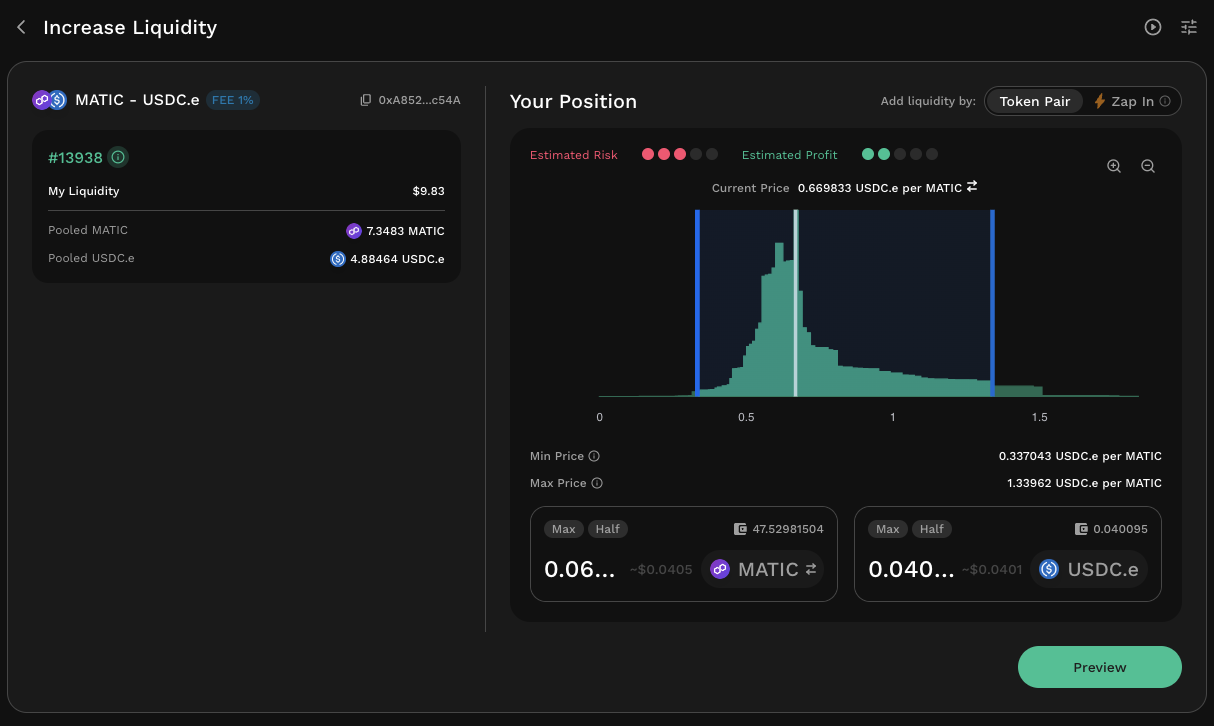 Increase Liquidity
MATIC - USDC.e FEE 1% 0xA852...c54A
#13938
My Liquidity $9.83
Pooled MATIC 7.3483 MATIC
Pooled USDC.e 4.88464 USDC.e
Your Position Add liquidity by: Token Pair Zap In
Estimated Risk Estimated Profit
Current Price 0.669833 USDC.e per MATIC
0 0.5 1 1.5
Min Price 0.337043 USDC.e per MATIC
Max Price 1.33962 USDC.e per MATIC
Max Half 47.52981504
0.06... ~$0.0405 MATIC
Max Half 0.040095
0.040... ~$0.0401 USDC.e
Preview